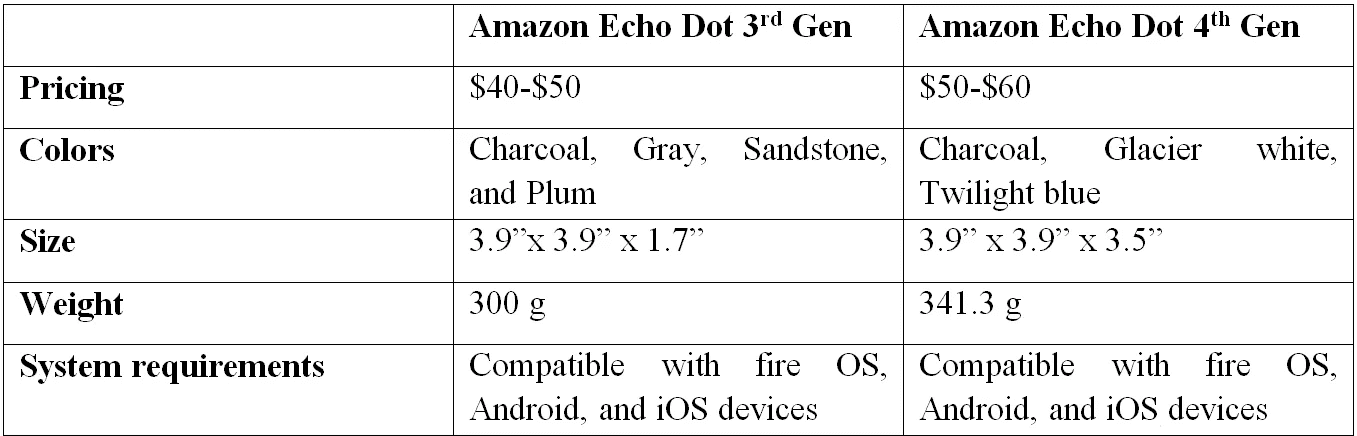 Amazon Echo Dot 3rd Gen Amazon Echo Dot 4th Gen
Pricing $40-$50 $50-$60
Colors Charcoal, Gray, Sandstone, Charcoal, Glacier white,
and Plum Twilight blue
Size 3.9”x 3.9” x 1.7” 3.9” x 3.9” x 3.5”
Weight 300 g 341.3 g
System requirements Compatible with fire OS, Compatible with fire OS,
Android, and iOS devices Android, and iOS devices